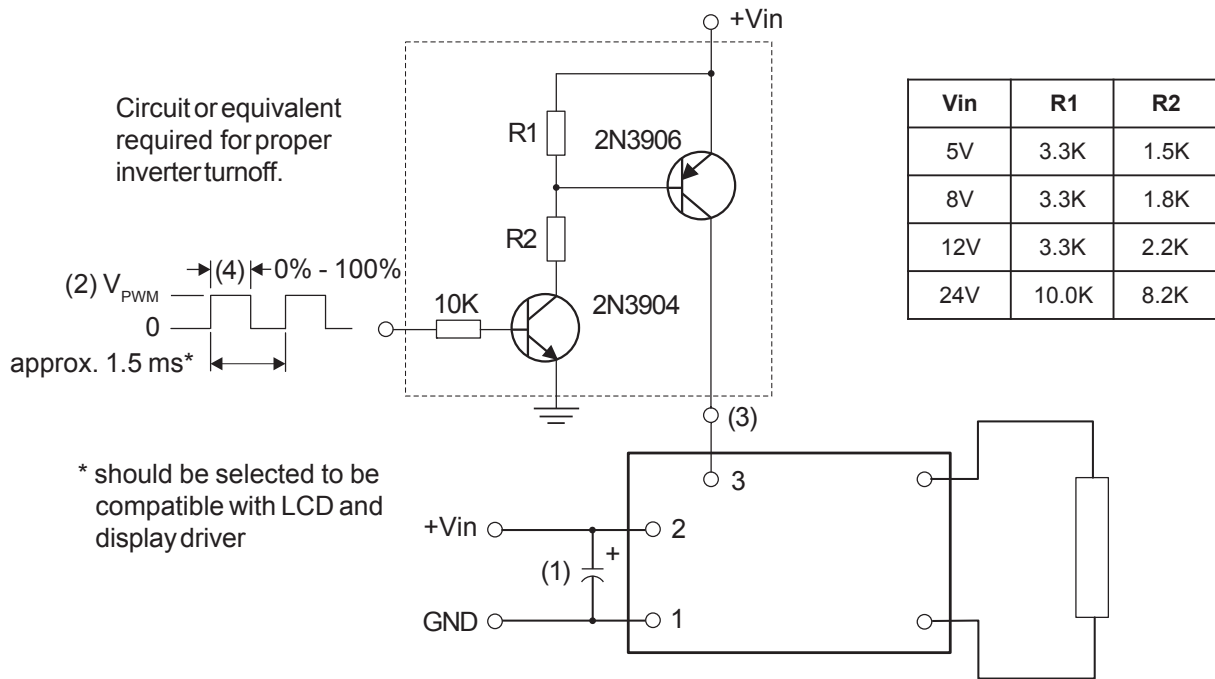 +Vin
Circuit or equivalent
required for proper
inverter turnoff.
R1
2N3906
R2
(2) VPWM
(4)
0% - 100%
0
approx. 1.5 ms*
10K
2N3904
Vin R1 R2
5V 3.3K 1.5K
8V 3.3K 1.8K
12V 3.3K 2.2K
24V 10.0K 8.2K
(3)
3
* should be selected to be
compatible with LCD and
display driver
+Vin
2
(1)
+
GND
1